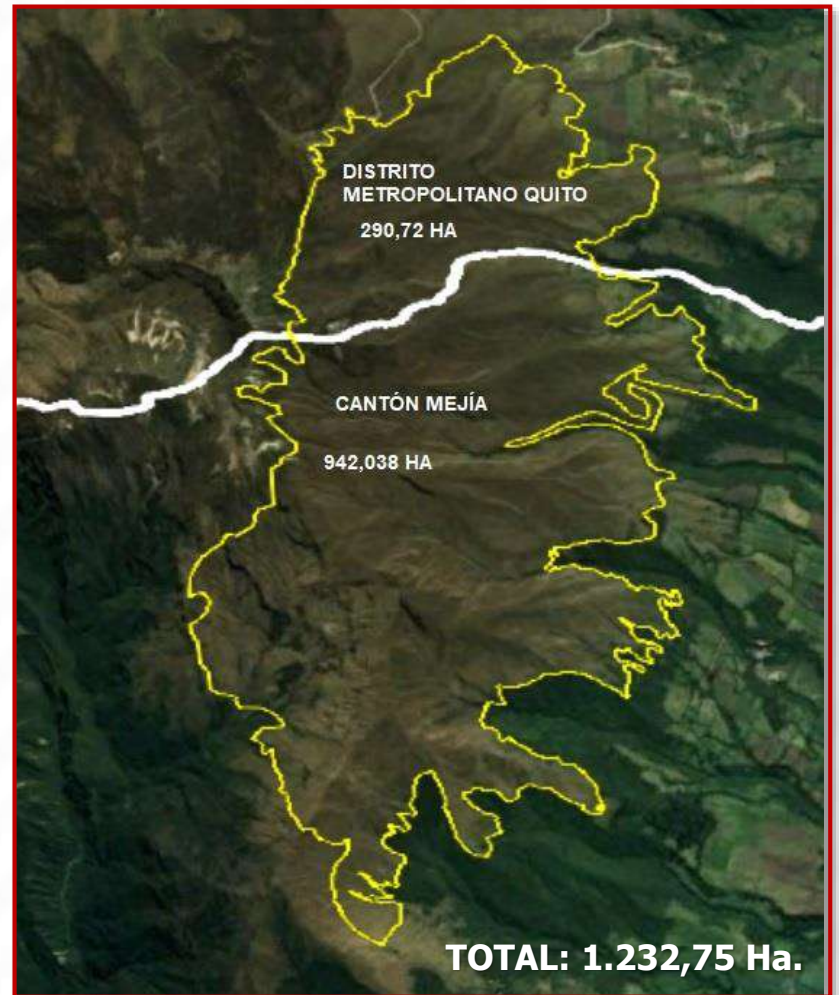 DISTRITO
METROPOLITANO QUITO
290,72 HA
CANTÓN MEJÍA
942,038 HA
TOTAL: 1.232,75 Ha.